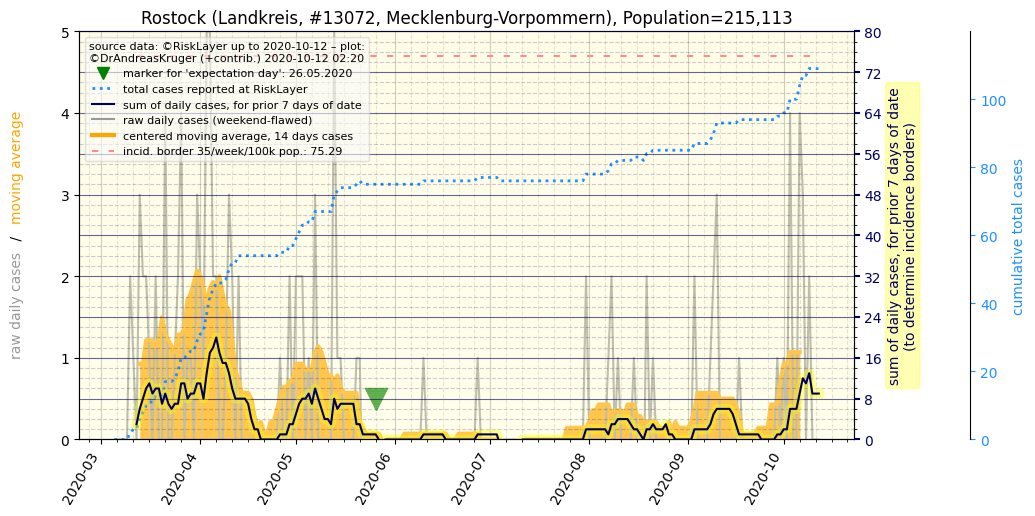 Rostock (Landkreis, #13072, Mecklenburg-Vorpommern), Population=215,113
source data: ©RiskLayer up to 2020-10-12 – plot:
©DrAndreasKruger (+contrib.) 2020-10-12 02:20
marker for 'expectation day': 26.05.2020
total cases reported at RiskLayer
sum of daily cases, for prior 7 days of date
raw daily cases (weekend-flawed)
centered moving average, 14 days cases
incid. border 35/week/100k pop.: 75.29
raw daily cases / moving average
5
4
3
2
1
0
2020-03
2020-04
2020-05
2020-06
2020-07
2020-08
2020-09
2020-10
80
72
64
56
48
40
32
24
16
8
0
sum of daily cases, for prior 7 days of date
(to determine incidence borders)
100
80
60
40
20
0
cumulative total cases